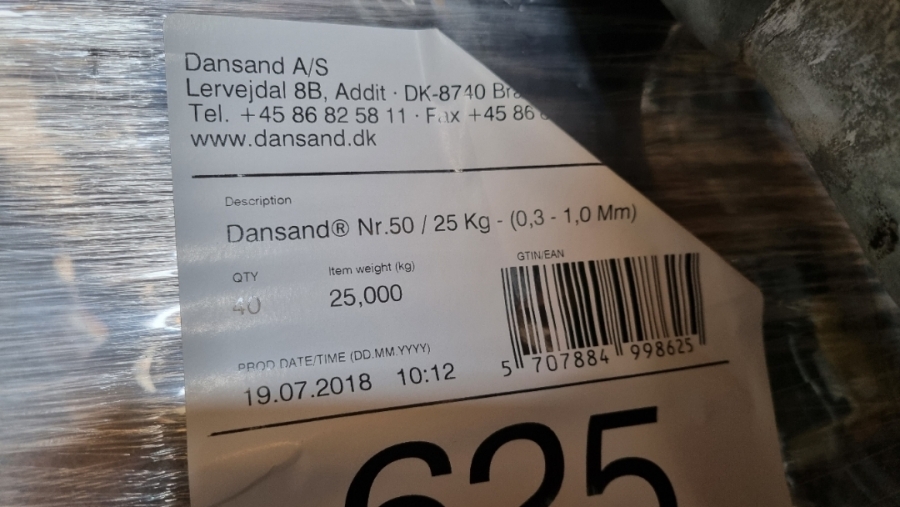 Dansand A/S
Lervejdal 8B, Addit · DK-8740
Tel. +45 86 82 58 11 · Fax +45 86
www.dansand.dk
Description
Dansand® Nr.50 / 25 Kg - (0,3 - 1,0 Mm)
QTY
40
Item weight (kg)
25,000
GTIN/EAN
5 707884 998625
PROD DATE/TIME (DD.MM.YYYY)
19.07.2018 10:12
625